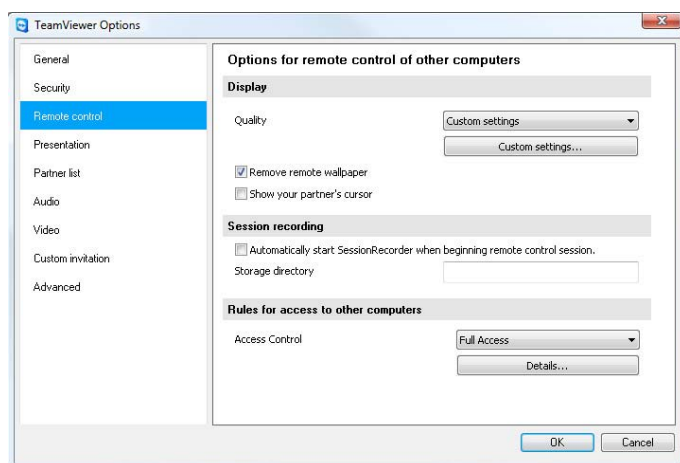 TeamViewer Options
General
Security
Remote control
Presentation
Partner list
Audio
Video
Custom invitation
Advanced
Options for remote control of other computers
Display
Quality
Custom settings
Custom settings...
Remove remote wallpaper
Show your partner's cursor
Session recording
Automatically start SessionRecorder when beginning remote control session.
Storage directory
Rules for access to other computers
Access Control
Full Access
Details...
OK
Cancel